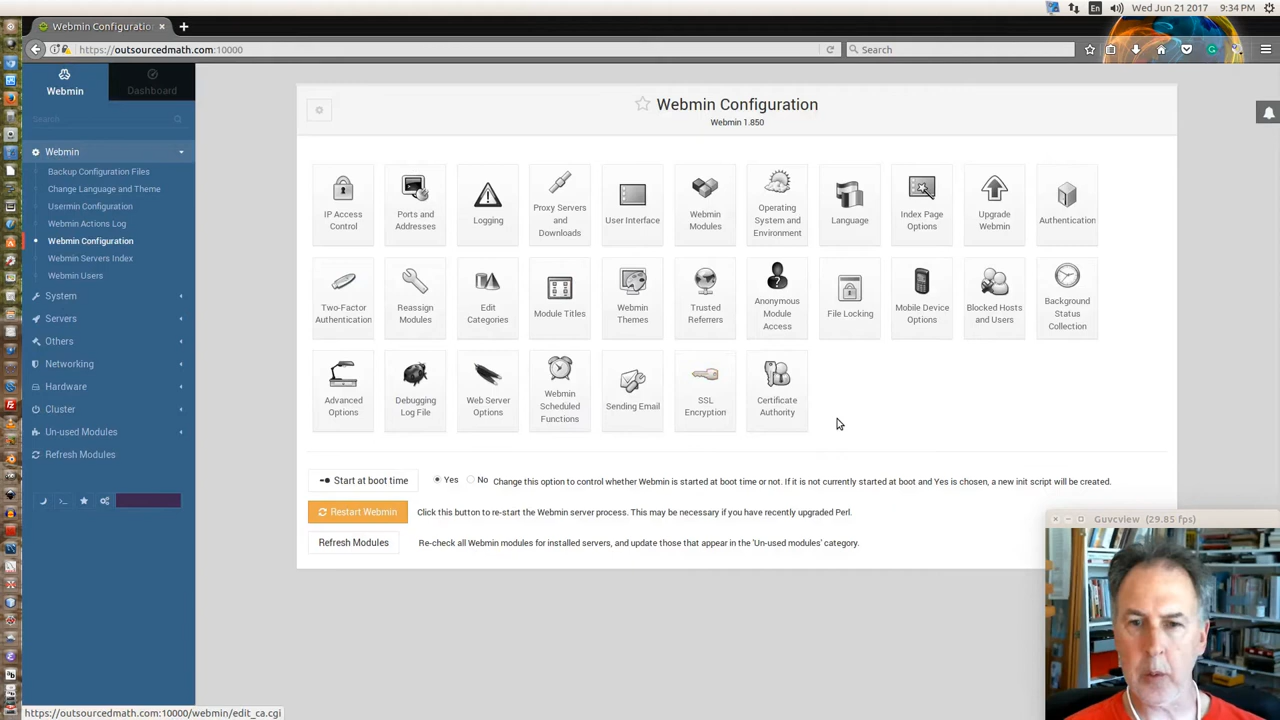 En
Wed Jun 21 2017
9:34 PM
Webmin Configuratio
https://outsourcedmath.com:10000
Search
Webmin
Dashboard
Search
Webmin
Backup Configuration Files
Change Language and Theme
Usermin Configuration
Webmin Actions Log
Webmin Configuration
Webmin Servers Index
Webmin Users
System
Servers
Others
Networking
Hardware
Cluster
Un-used Modules
Refresh Modules
Webmin Configuration
Webmin 1.850
IP Access
Control
Ports and
Addresses
Logging
Proxy Servers
and
Downloads
User Interface
Webmin
Modules
Operating
System and
Environment
Language
Index Page
Options
Upgrade
Webmin
Authentication
Two-Factor
Authentication
Reassign
Modules
Edit
Categories
Module Titles
Webmin
Themes
Trusted
Referrers
Anonymous
Module
Access
File Locking
Mobile Device
Options
Blocked Hosts
and Users
Background
Status
Collection
Advanced
Options
Debugging
Log File
Web Server
Options
Webmin
Scheduled
Functions
Sending Email
SSL
Encryption
Certificate
Authority
Start at boot time
Yes
No
Change this option to control whether Webmin is started at boot time or not. If it is not currently started at boot and Yes is chosen, a new init script will be created.
Restart Webmin
Click this button to re-start the Webmin server process. This may be necessary if you have recently upgraded Perl.
Refresh Modules
Re-check all Webmin modules for installed servers, and update those that appear in the 'Un-used modules' category.
Guvcview (29.85 fps)
https://outsourcedmath.com:10000/webmin/edit_ca.cgi